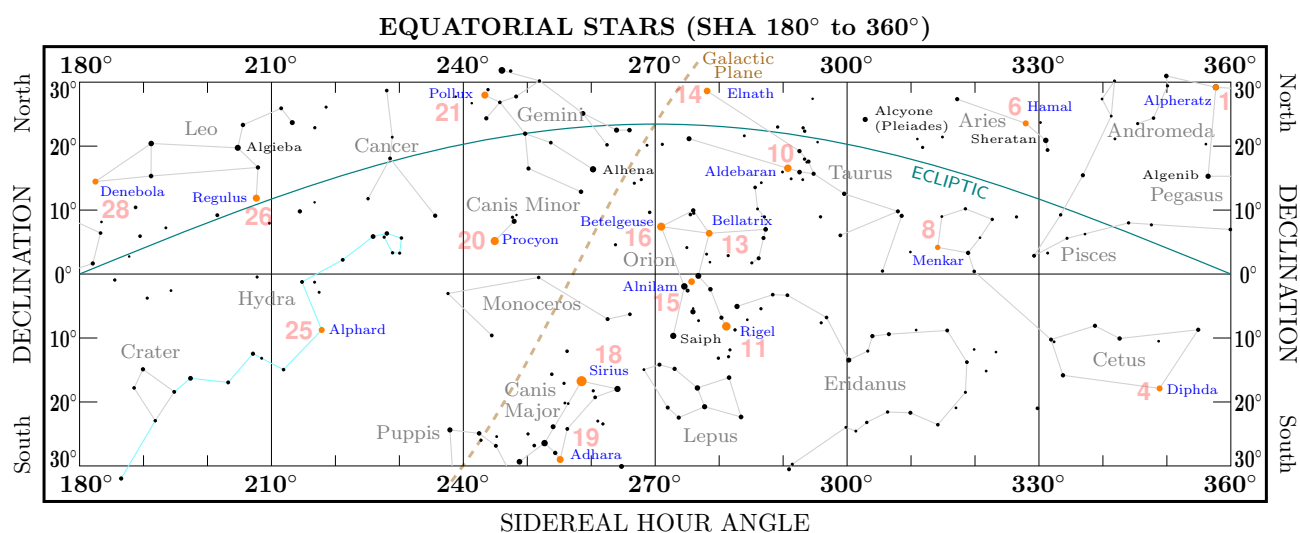 EQUATORIAL STARS (SHA 180° to 360°)
180° 210° 240° 270° 300° 330° 360°
Galactic
Plane
North
North
30° 30°
20° 20°
10° 10°
0° 0°
10° 10°
20° 20°
30° 30°
DECLINATION
DECLINATION
South
South
Pollux
21
14 Elnath
6 Hamal
Alpheratz 1
Leo
Gemini
Alcyone
(Pleiades)
Aries
Sheratan
Andromeda
Algieba
Cancer
10
Alhena
Aldebaran
Taurus
ECLIPTIC
Algenib
Pegasus
Denebola
28
Regulus
26
Canis Minor
Betelgeuse
16
Bellatrix
13
8
20 Procyon
Orion
Menkar
Pisces
Hydra
Monoceros
Alnilam
15
25 Alphard
Saiph
Rigel
11
Crater
18
Sirius
Canis
Major
Eridanus
Cetus
4 Diphda
Puppis
19
Adhara
Lepus
180° 210° 240° 270° 300° 330° 360°
SIDEREAL HOUR ANGLE